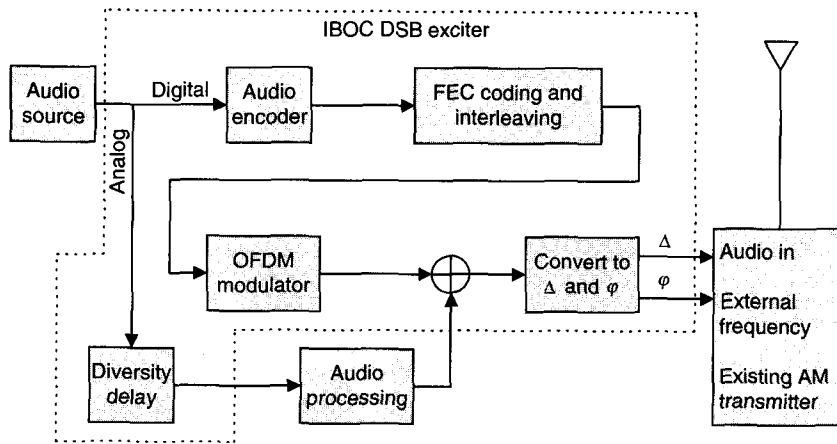 IBOC DSB exciter
Audio
source
Digital
Analog
Audio
encoder
FEC coding and
interleaving
OFDM
modulator
Convert to
Δ and φ
Δ
φ
Audio in
External
frequency
Existing AM
transmitter
Diversity
delay
Audio
processing